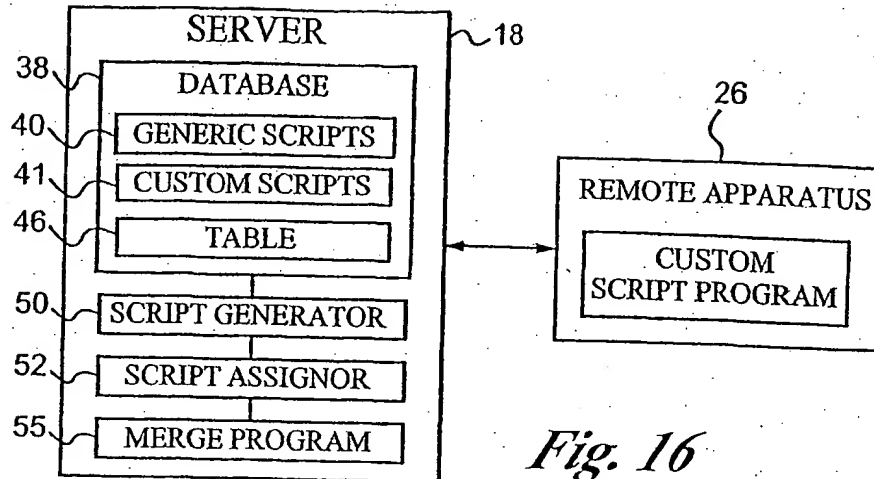 SERVER
18
38
DATABASE
40
GENERIC SCRIPTS
41
CUSTOM SCRIPTS
46
TABLE
50
SCRIPT GENERATOR
52
SCRIPT ASSIGNOR
55
MERGE PROGRAM
26
REMOTE APPARATUS
CUSTOM
SCRIPT PROGRAM
Fig. 16